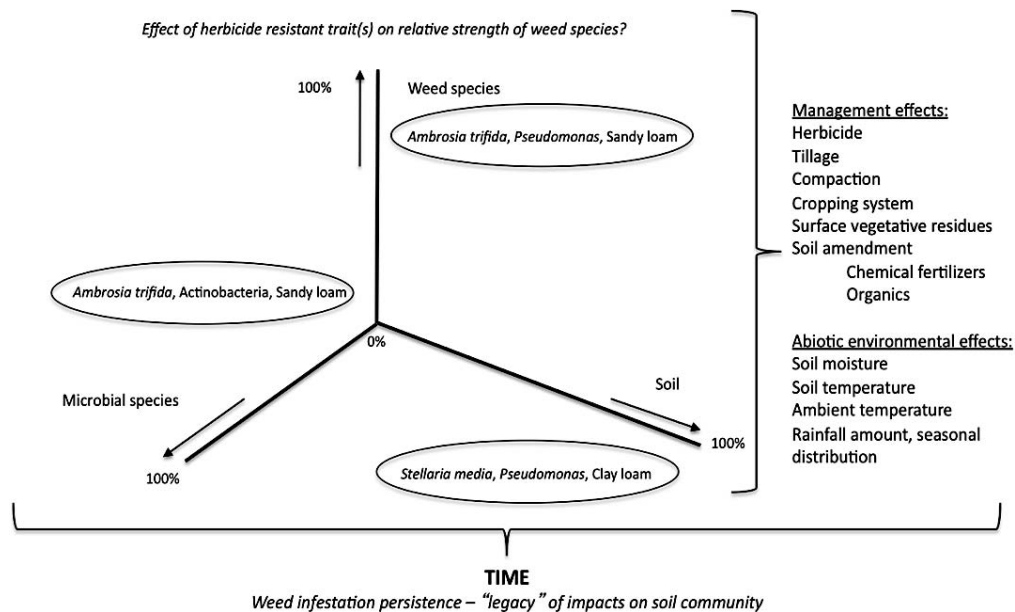 Effect of herbicide resistant trait(s) on relative strength of weed species?
100%
Weed species
Ambrosia trifida, Pseudomonas, Sandy loam
Ambrosia trifida, Actinobacteria, Sandy loam
0%
Microbial species
100%
Soil
100%
Stellaria media, Pseudomonas, Clay loam
Management effects:
Herbicide
Tillage
Compaction
Cropping system
Surface vegetative residues
Soil amendment
Chemical fertilizers
Organics
Abiotic environmental effects:
Soil moisture
Soil temperature
Ambient temperature
Rainfall amount, seasonal
distribution
TIME
Weed infestation persistence – “legacy” of impacts on soil community